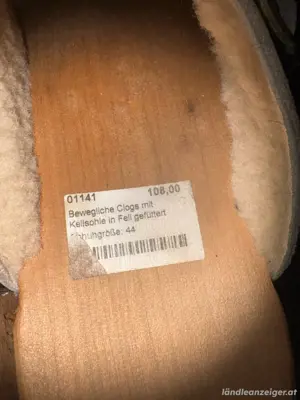 01141 108,00
Bewegliche Clogs mit
Keilsohle in Fell gefüttert
Schuhgröße: 44
ländleanzeiger.at